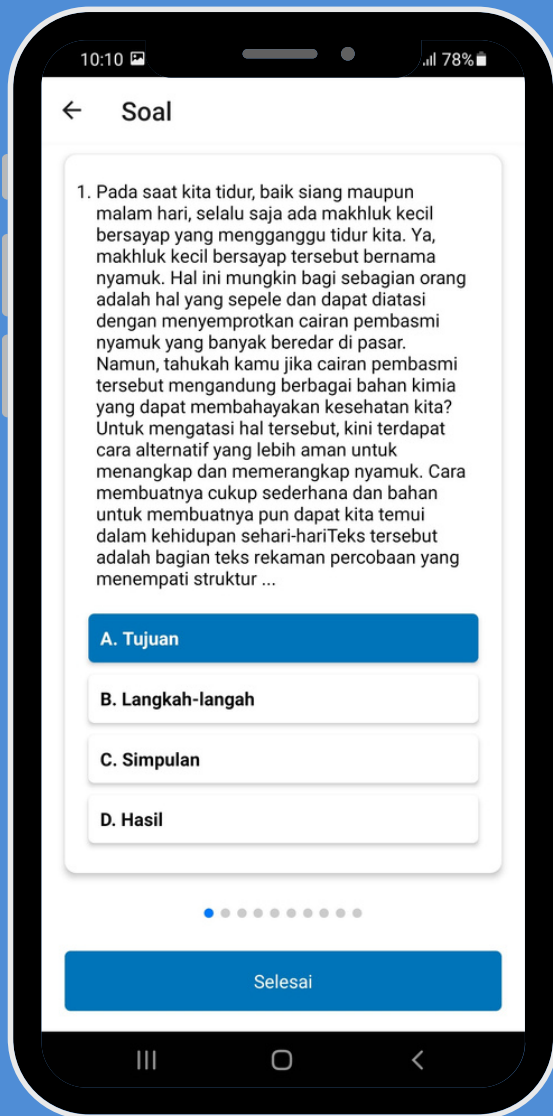 10:10
78%
Soal
1. Pada saat kita tidur, baik siang maupun
malam hari, selalu saja ada makhluk kecil
bersayap yang mengganggu tidur kita. Ya,
makhluk kecil bersayap tersebut bernama
nyamuk. Hal ini mungkin bagi sebagian orang
adalah hal yang sepele dan dapat diatasi
dengan menyemprotkan cairan pembasmi
nyamuk yang banyak beredar di pasar.
Namun, tahukah kamu jika cairan pembasmi
tersebut mengandung berbagai bahan kimia
yang dapat membahayakan kesehatan kita?
Untuk mengatasi hal tersebut, kini terdapat
cara alternatif yang lebih aman untuk
menangkap dan memerangkap nyamuk. Cara
membuatnya cukup sederhana dan bahan
untuk membuatnya pun dapat kita temui
dalam kehidupan sehari-hariTeks tersebut
adalah bagian teks rekaman percobaan yang
menempati struktur ...
A. Tujuan
B. Langkah-langah
C. Simpulan
D. Hasil
Selesai